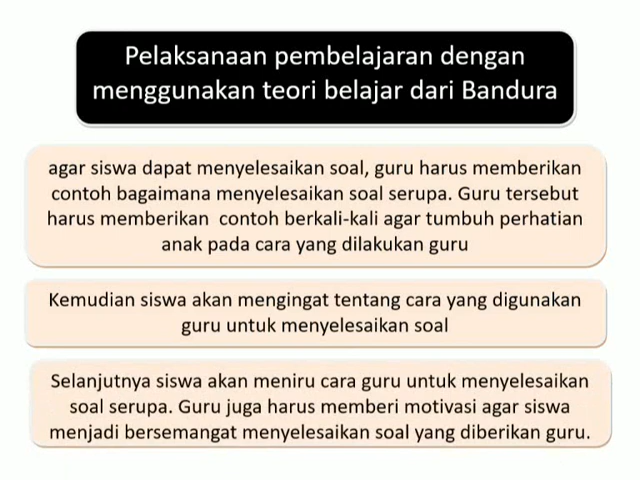 Pelaksanaan pembelajaran dengan
menggunakan teori belajar dari Bandura
agar siswa dapat menyelesaikan soal, guru harus memberikan
contoh bagaimana menyelesaikan soal serupa. Guru tersebut
harus memberikan contoh berkali-kali agar tumbuh perhatian
anak pada cara yang dilakukan guru
Kemudian siswa akan mengingat tentang cara yang digunakan
guru untuk menyelesaikan soal
Selanjutnya siswa akan meniru cara guru untuk menyelesaikan
soal serupa. Guru juga harus memberi motivasi agar siswa
menjadi bersemangat menyelesaikan soal yang diberikan guru.